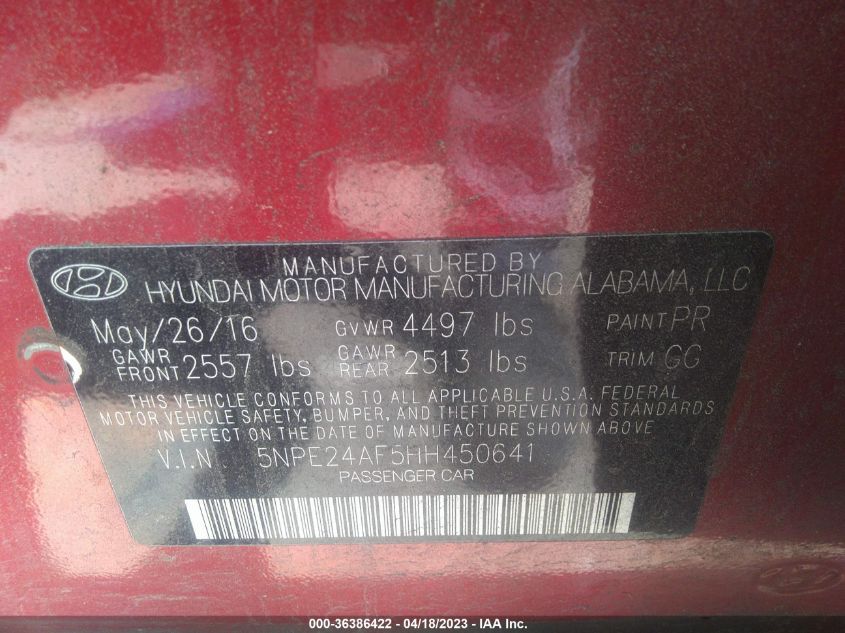 MANUFACTURED BY
HYUNDAI MOTOR MANUFACTURING ALABAMA, LLC
May/26/16 GVWR 4497 lbs PAINT PR
GAWR FRONT 2557 lbs GAWR REAR 2513 lbs TRIM GG
THIS VEHICLE CONFORMS TO ALL APPLICABLE U.S.A. FEDERAL
MOTOR VEHICLE SAFETY, BUMPER, AND THEFT PREVENTION STANDARDS
IN EFFECT ON THE DATE OF MANUFACTURE SHOWN ABOVE.
V.I.N 5NPE24AF5HH450641
PASSENGER CAR
000-36386422 - 04/18/2023 - IAA Inc.